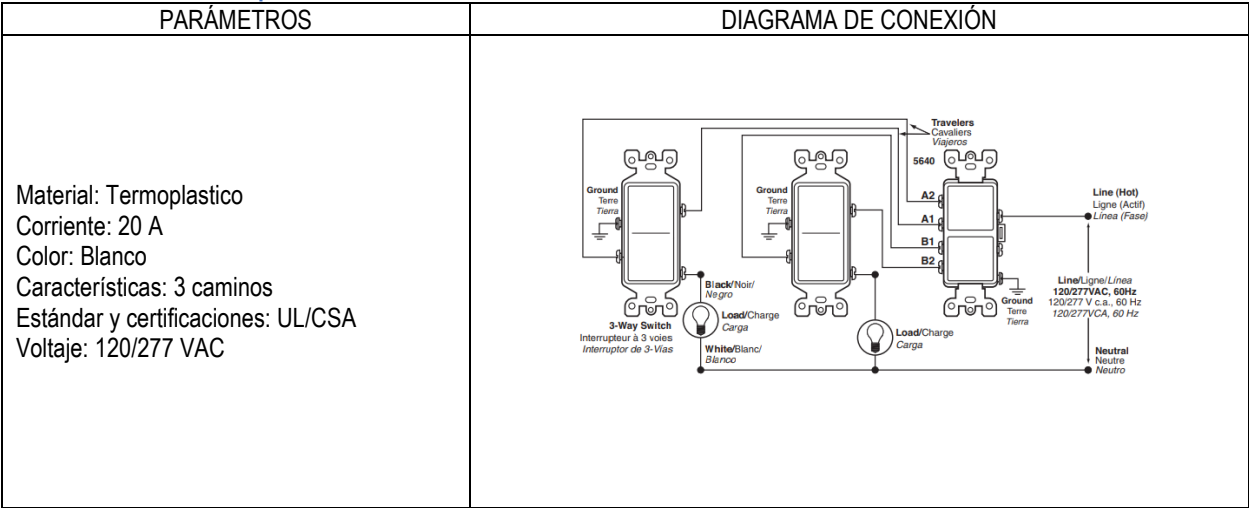 PARÁMETROS
DIAGRAMA DE CONEXIÓN
Material: Termoplastico
Corriente: 20 A
Color: Blanco
Características: 3 caminos
Estándar y certificaciones: UL/CSA
Voltaje: 120/277 VAC
Travelers
Cavaliers
Viajeros
5640
Ground
Terre
Tierra
Ground
Terre
Tierra
A2
A1
B1
B2
Line (Hot)
Ligne (Actif)
Línea (Fase)
Black/Noir/
Negro
Load/Charge
Carga
White/Blanc/
Blanco
3-Way Switch
Interrupteur à 3 voies
Interruptor de 3-Vías
Load/Charge
Carga
Ground
Terre
Tierra
Line/Ligne/Línea
120/277VAC, 60Hz
120/277 V c.a., 60 Hz
120/277VCA, 60 Hz
Neutral
Neutre
Neutro